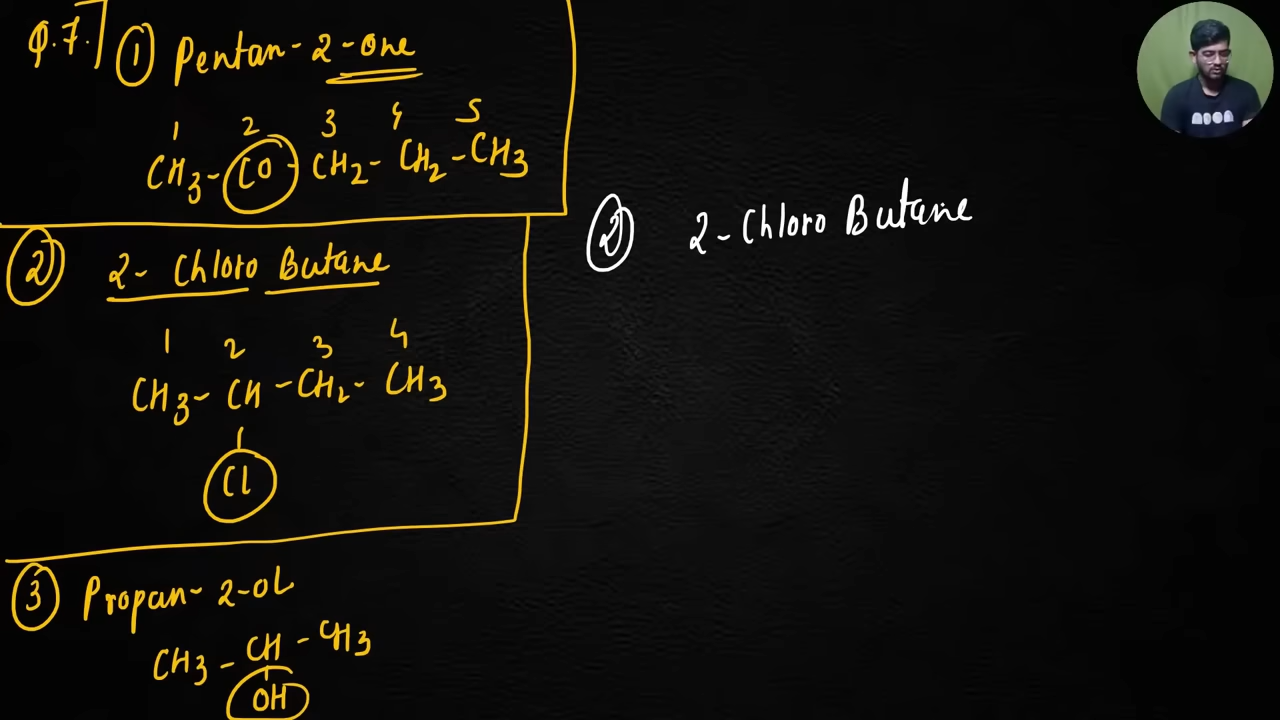 Q.7.] ① Pentan-2-one
1 2 3 4 5
CH3-CO-CH2-CH2-CH3
② 2-Chloro Butane
1 2 3 4
CH3-CH-CH2-CH3
Cl
③ Propan-2-OL
CH3-CH-CH3
OH
② 2-Chloro Butane
noon